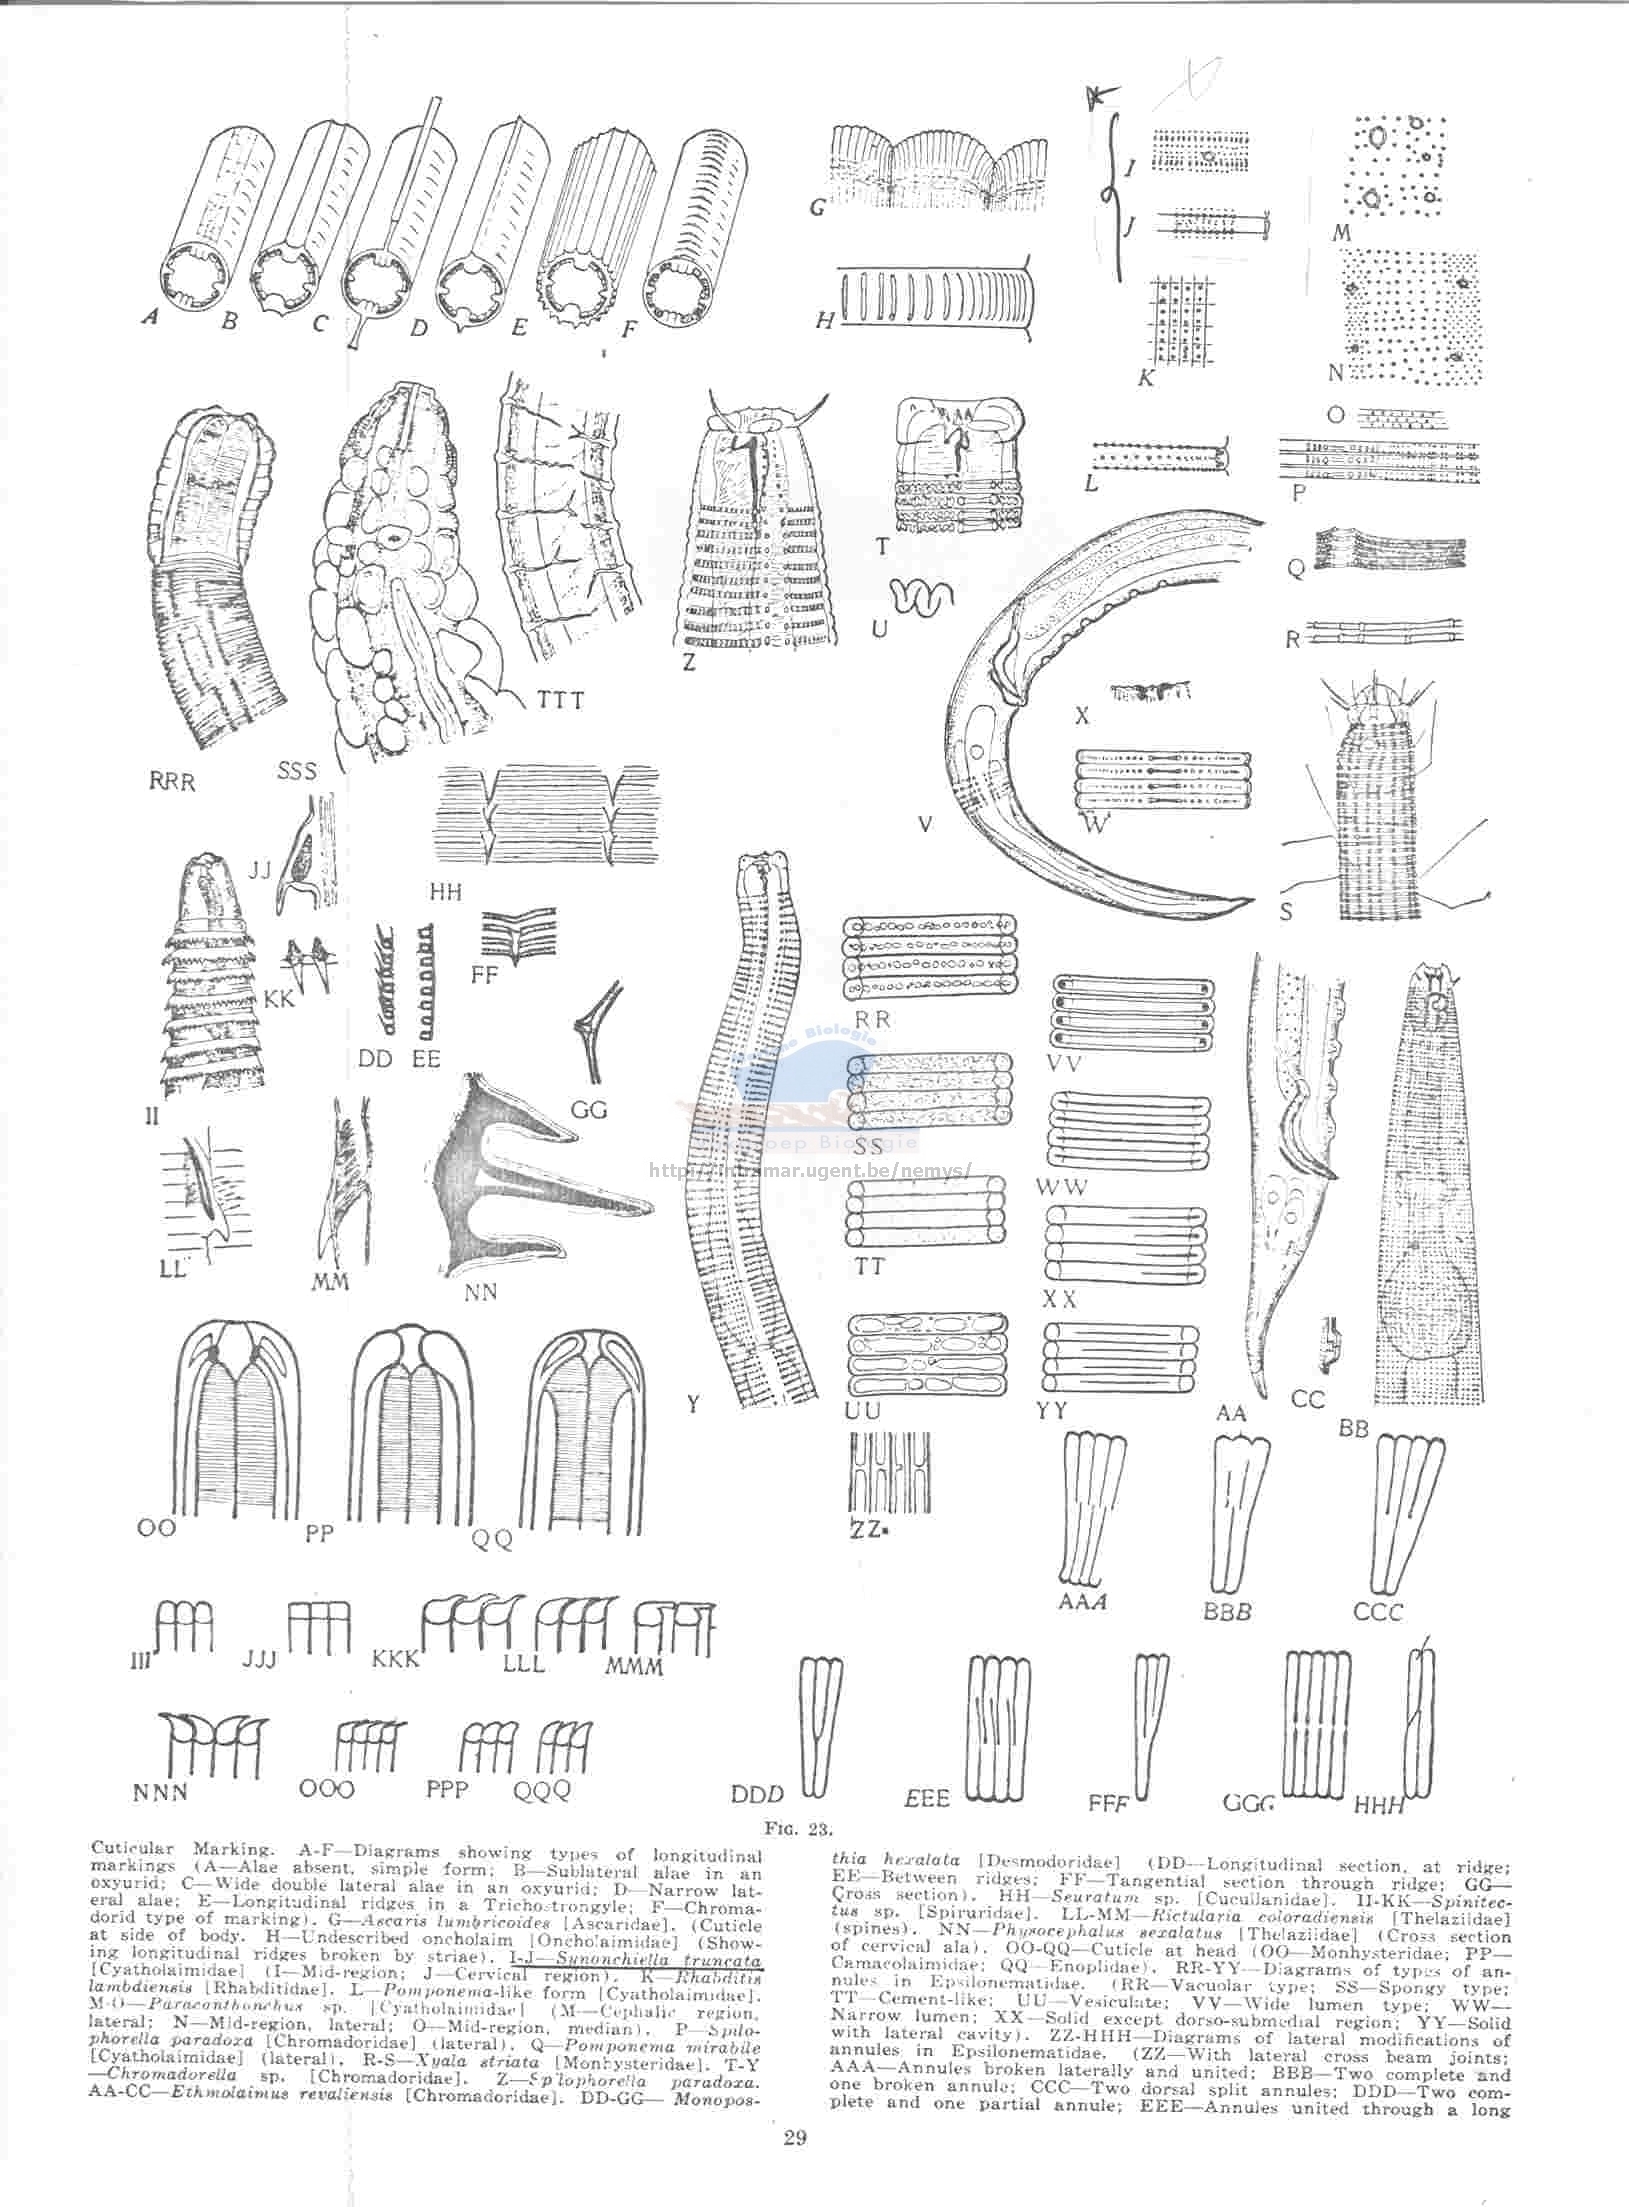 A B C D E F
G
H
I
J
K
L
M
N
O
P
Q
R
S
T
U
V
W
X
Y
Z
RRR
SSS
TTT
HH
JJ
KK
II
DD EE
FF
GG
LL
MM
NN
RR
SS
TT
UU
VV
WW
XX
YY
AA
CC
BB
OO PP QQ
ZZ
AAA BBB CCC
III JJJ KKK LLL MMM
NNN OOO PPP QQQ
DDD EEE FFF GGG HHH
Biologie
Biologie
http://intramar.ugent.be/nemys/
FIG. 23.
Cuticular Marking. A-F—Diagrams showing types of longitudinal
markings (A—Alae absent, simple form; B—Sublateral alae in an
oxyurid; C—Wide double lateral alae in an oxyurid; D—Narrow lat-
eral alae; E—Longitudinal ridges in a Trichostrongyle; F—Chroma-
dorid type of marking). G—Ascaris lumbricoides [Ascaridae]. (Cuticle
at side of body. H—Undescribed oncholaim [Oncholaimidae] (Show-
ing longitudinal ridges broken by striae). I-J—Synonchiella truncata
[Cyatholaimidae] (I—Mid-region; J—Cervical region). K—Rhabditis
lambdiensis [Rhabditidae]. L—Pomponema-like form [Cyatholaimidae].
M-O—Paracanthonchus sp. [Cyatholaimidae] (M—Cephalic region,
lateral; N—Mid-region, lateral; O—Mid-region, median). P—Spilo-
phorella paradoxa [Chromadoridae] (lateral). Q—Pomponema mirabile
[Cyatholaimidae] (lateral). R-S—Xyala striata [Monhysteridae]. T-Y
—Chromadorella sp. [Chromadoridae]. Z—Spilophorella paradoxa.
AA-CC—Ethmolaimus revaliensis [Chromadoridae]. DD-GG— Monopos-
thia hexalata [Desmodoridae] (DD—Longitudinal section, at ridge;
EE—Between ridges; FF—Tangential section through ridge; GG—
Cross section). HH—Seuratum sp. [Cucullanidae]. II-KK—Spinitec-
tus sp. [Spiruridae]. LL-MM—Rictularia coloradiensis [Thelaziidae]
(spines). NN—Physocephalus sexalatus [Thelaziidae] (Cross section
of cervical ala). OO-QQ—Cuticle at head (OO—Monhysteridae; PP—
Camacolaimidae; QQ—Enoplidae). RR-YY—Diagrams of types of an-
nules in Epsilonematidae. (RR—Vacuolar type; SS—Spongy type;
TT—Cement-like; UU—Vesiculate; VV—Wide lumen type; WW—
Narrow lumen; XX—Solid except dorso-submedial region; YY—Solid
with lateral cavity). ZZ-HHH—Diagrams of lateral modifications of
annules in Epsilonematidae. (ZZ—With lateral cross beam joints;
AAA—Annules broken laterally and united; BBB—Two complete and
one broken annule; CCC—Two dorsal split annules; DDD—Two com-
plete and one partial annule; EEE—Annules united through a long
29